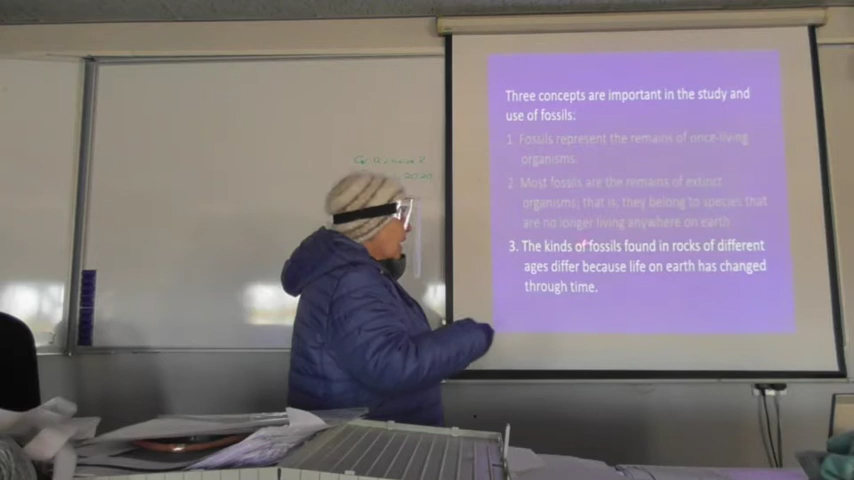 Three concepts are important in the study and
use of fossils:
1 Fossils represent the remains of once-living
organisms.
2 Most fossils are the remains of extinct
organisms; that is, they belong to species that
are no longer living anywhere on earth
3. The kinds of fossils found in rocks of different
ages differ because life on earth has changed
through time.